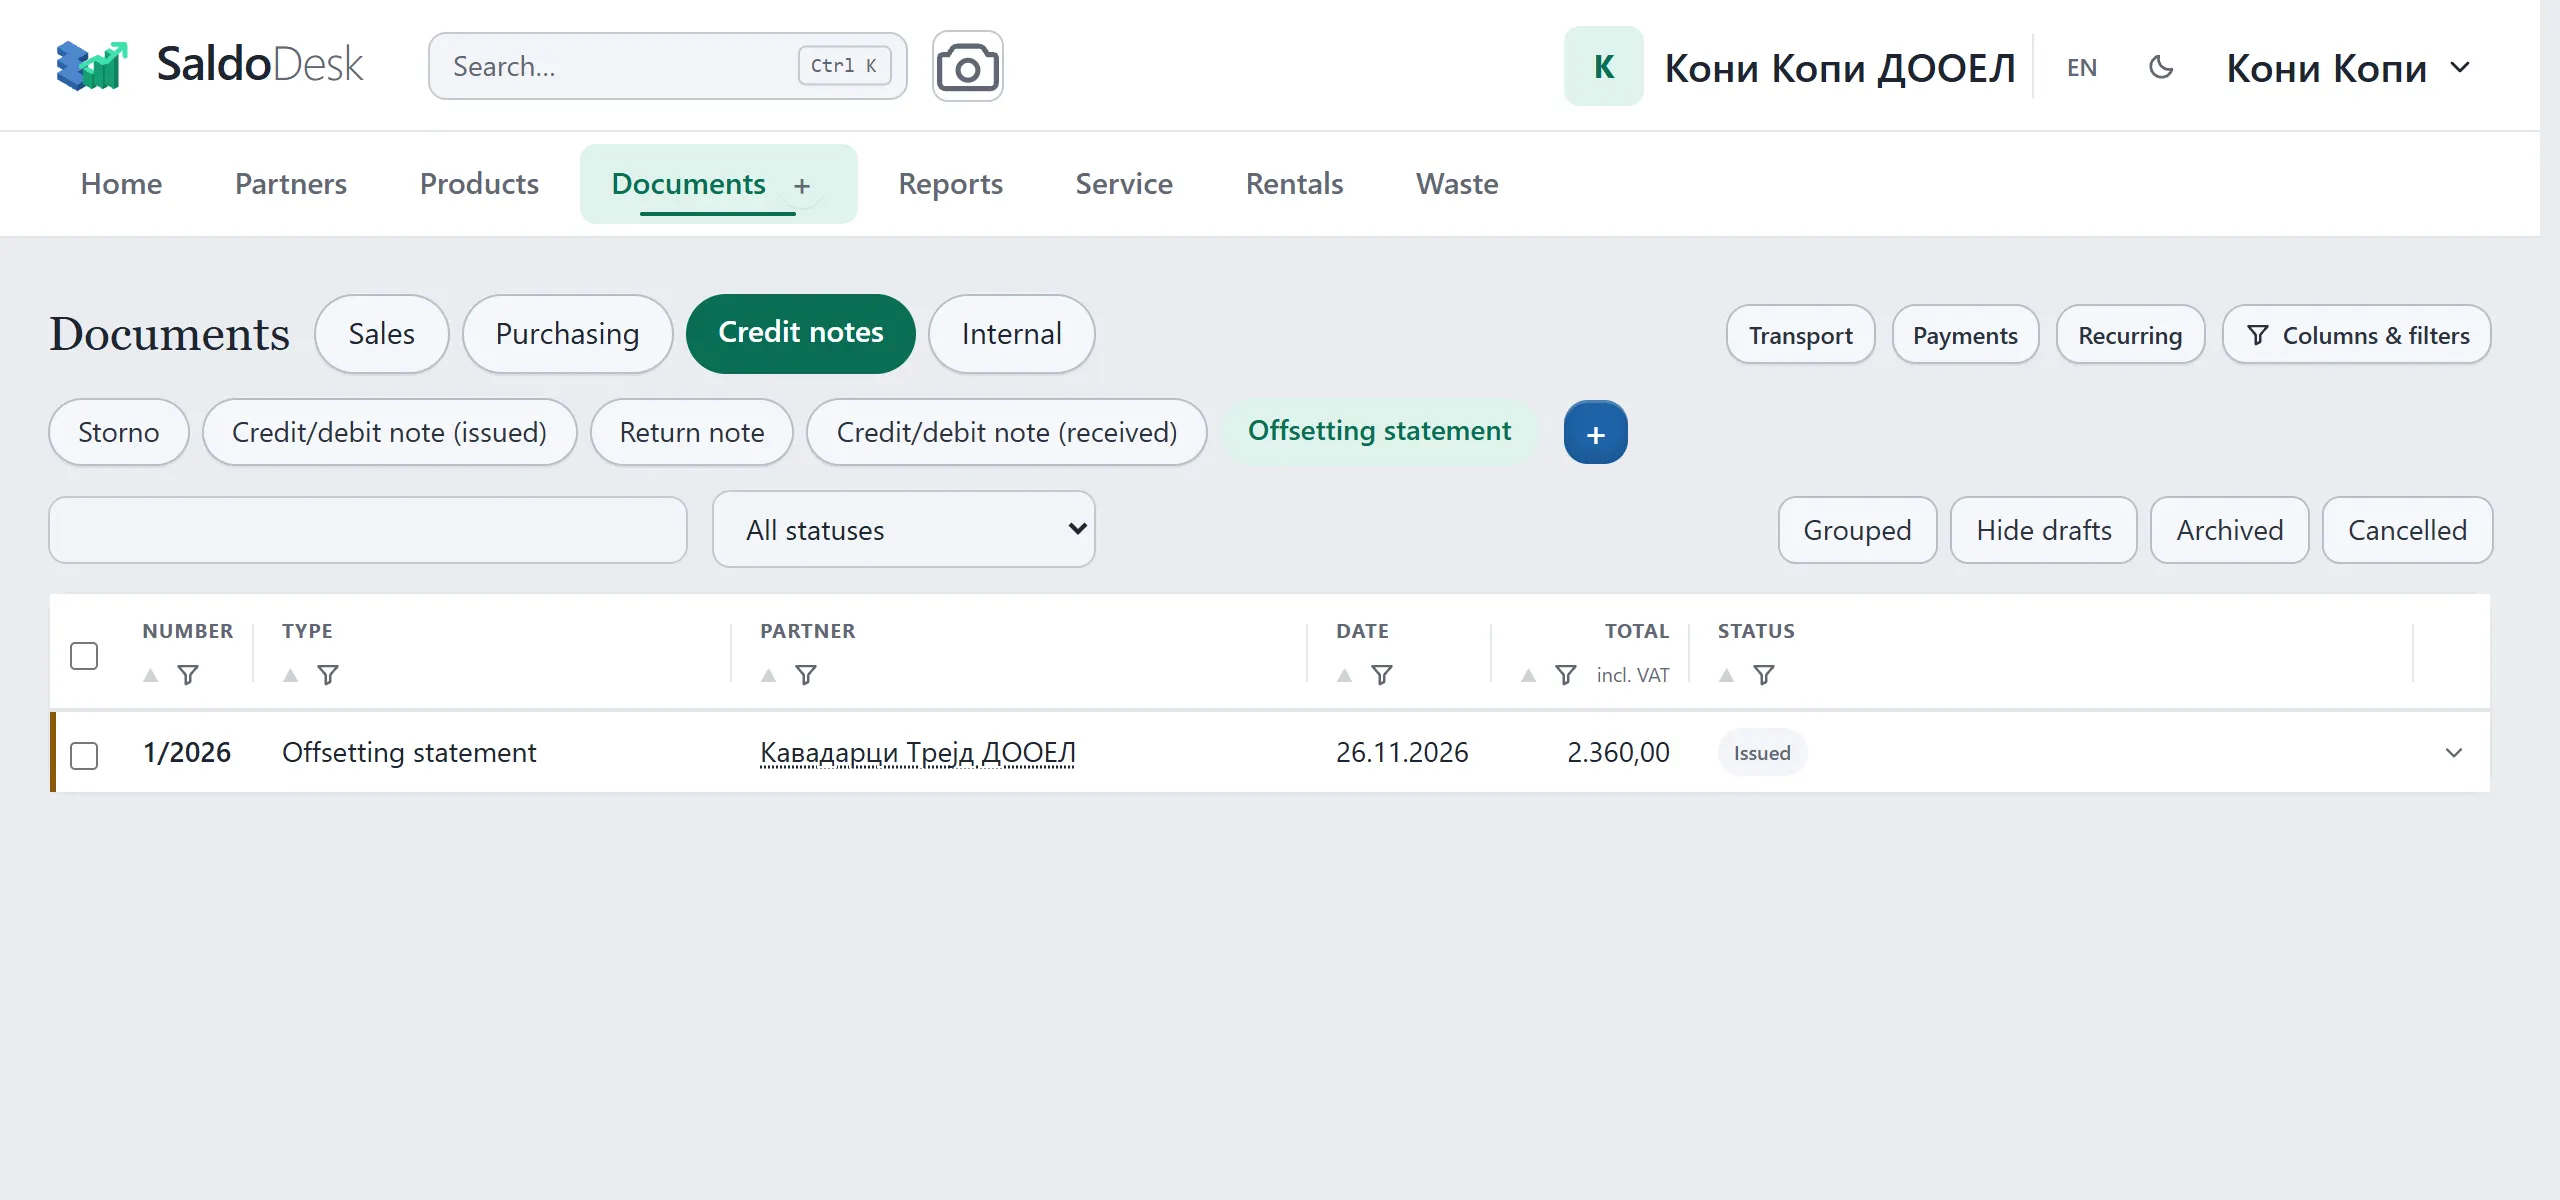 SaldoDesk
Search... Ctrl K
К Кони Копи ДООЕЛ EN Кони Копи
Home Partners Products Documents + Reports Service Rentals Waste
Documents Sales Purchasing Credit notes Internal Transport Payments Recurring Columns & filters
Storno Credit/debit note (issued) Return note Credit/debit note (received) Offsetting statement +
All statuses Grouped Hide drafts Archived Cancelled
NUMBER TYPE PARTNER DATE TOTAL STATUS
incl. VAT
1/2026 Offsetting statement Кавадарци Трејд ДООЕЛ 26.11.2026 2.360,00 Issued